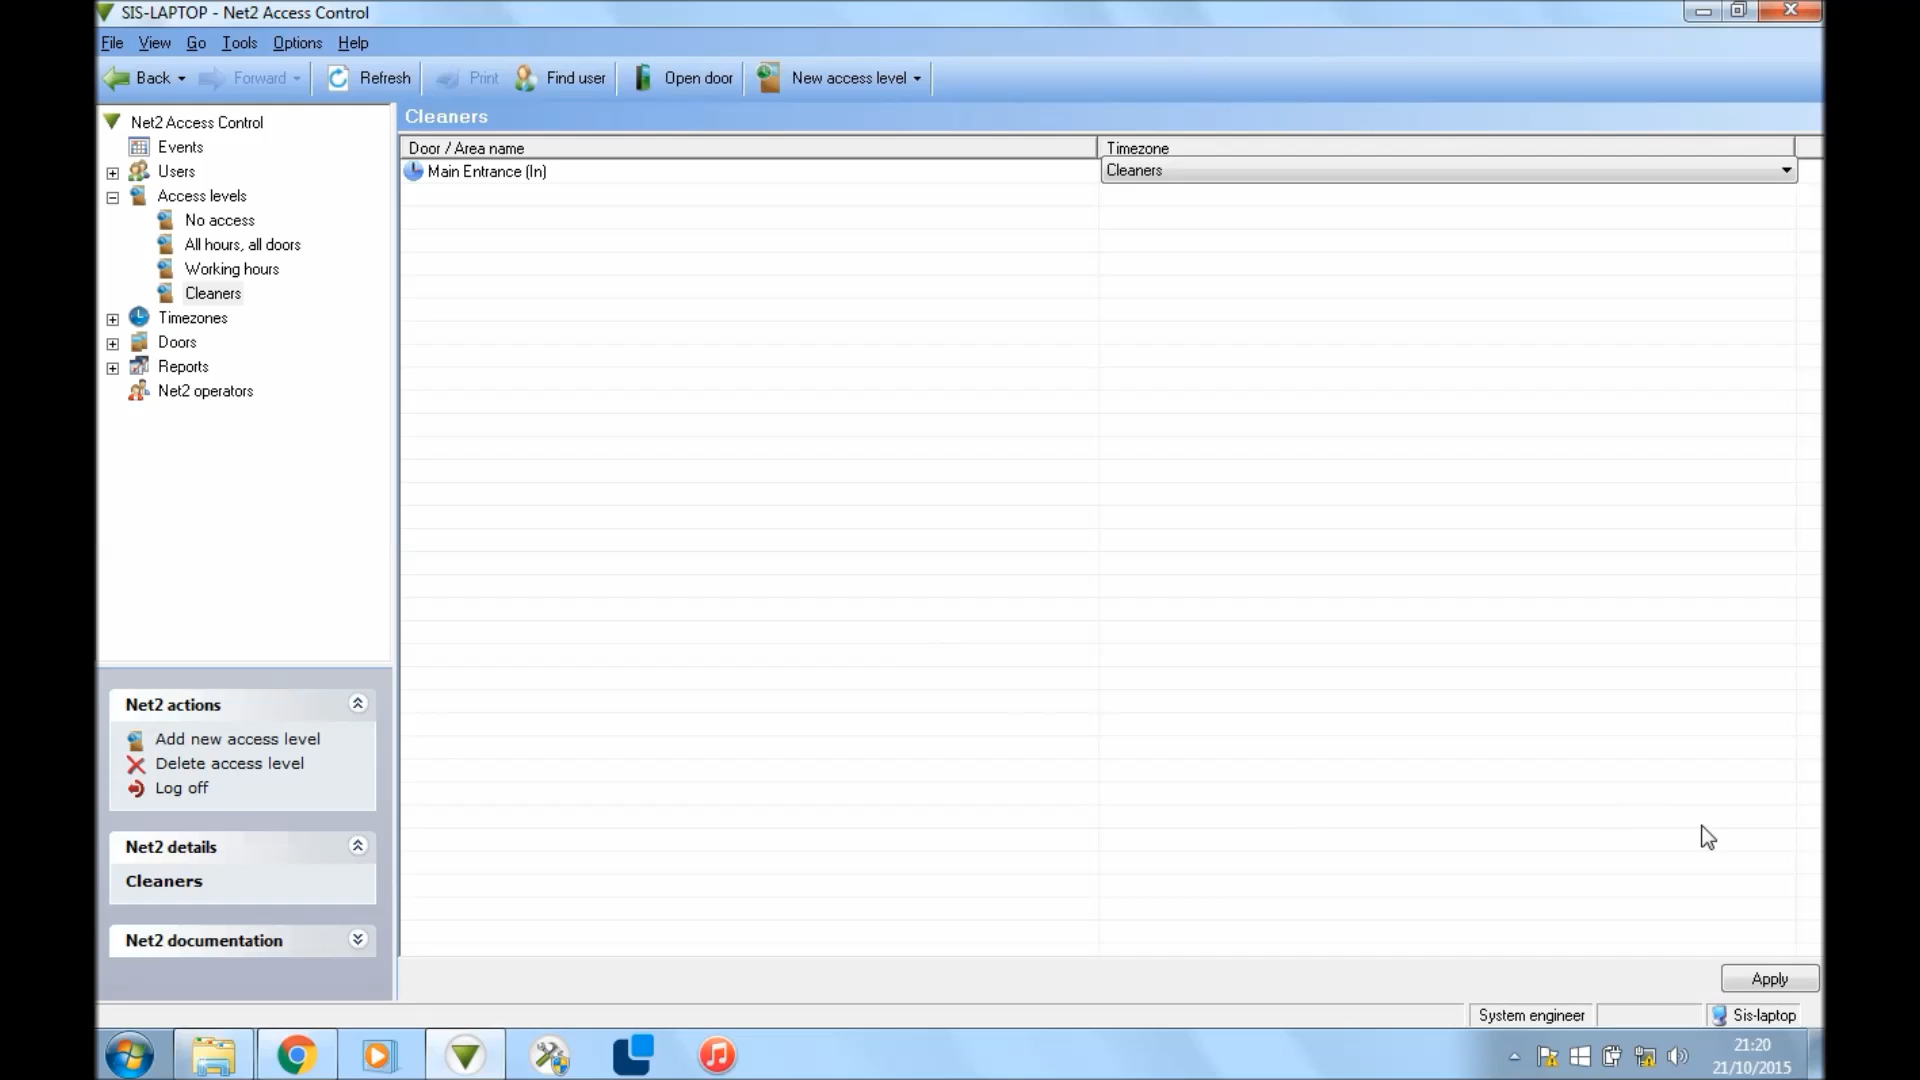 SIS-LAPTOP - Net2 Access Control
File View Go Tools Options Help
Back Forward Refresh Print Find user Open door New access level
Net2 Access Control
Events
Users
Access levels
No access
All hours, all doors
Working hours
Cleaners
Timezones
Doors
Reports
Net2 operators
Cleaners
Door / Area name Timezone
Main Entrance (In) Cleaners
Net2 actions
Add new access level
Delete access level
Log off
Net2 details
Cleaners
Net2 documentation
Apply
System engineer Sis-laptop
21:20
21/10/2015